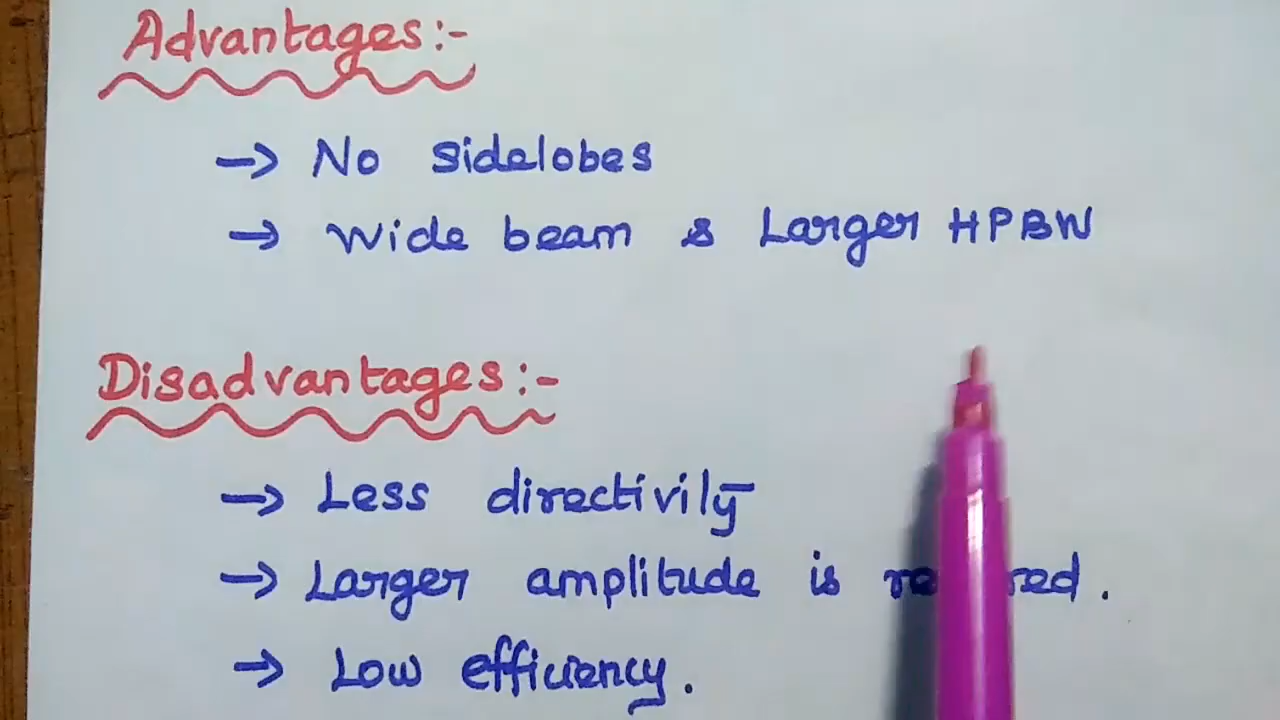 Advantages:-
→ No sidelobes
→ Wide beam & Larger HPBW
Disadvantages:-
→ Less directivity
→ Larger amplitude is
→ Low efficiency.